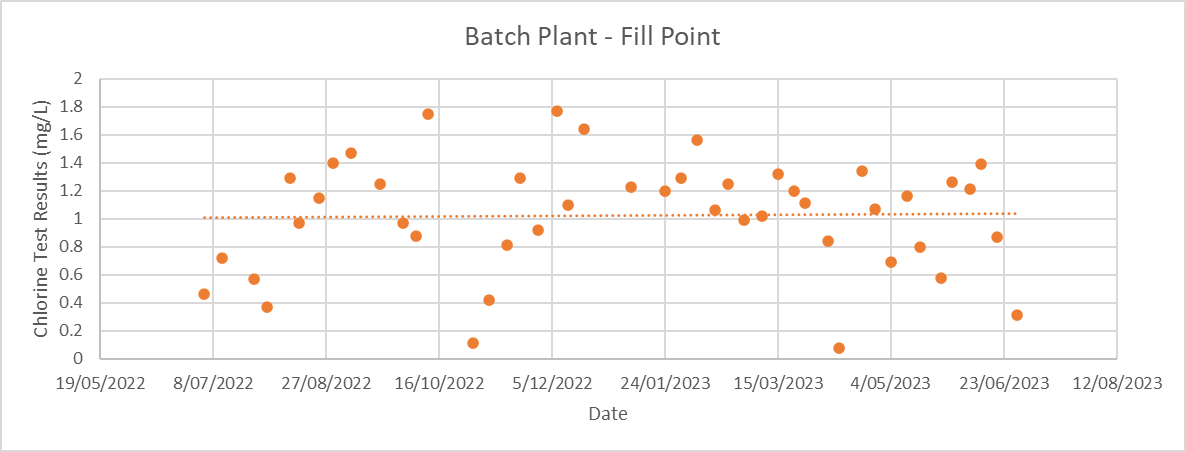 Batch Plant - Fill Point
Chlorine Test Results (mg/L)
2
1.8
1.6
1.4
1.2
1
0.8
0.6
0.4
0.2
0
19/05/2022 8/07/2022 27/08/2022 16/10/2022 5/12/2022 24/01/2023 15/03/2023 4/05/2023 23/06/2023 12/08/2023
Date